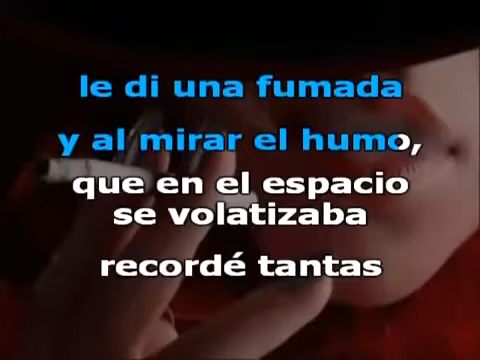 le di una fumada
y al mirar el humo,
que en el espacio
se volatizaba
recordé tantas